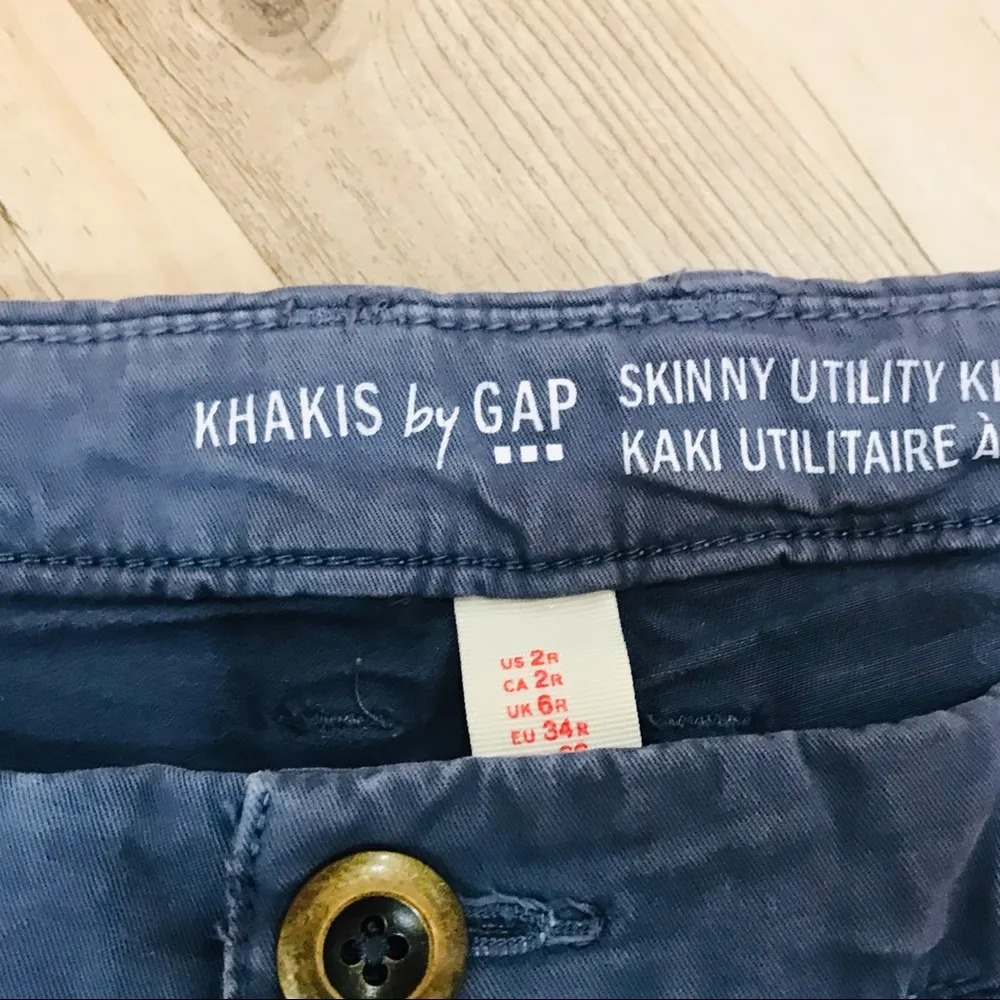 KHAKIS by GAP
SKINNY UTILITY
KAKI UTILITAIRE À
US 2R
CA 2R
UK 6R
EU 34R